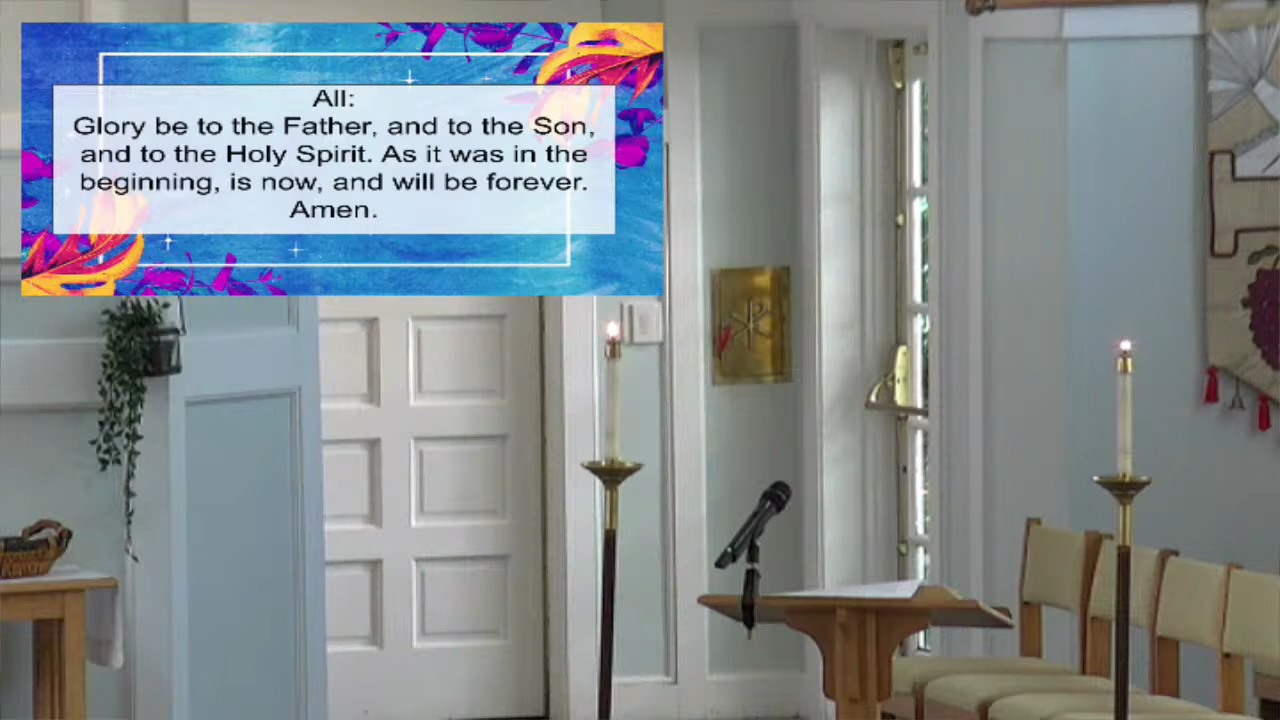 All:
Glory be to the Father, and to the Son,
and to the Holy Spirit. As it was in the
beginning, is now, and will be forever.
Amen.